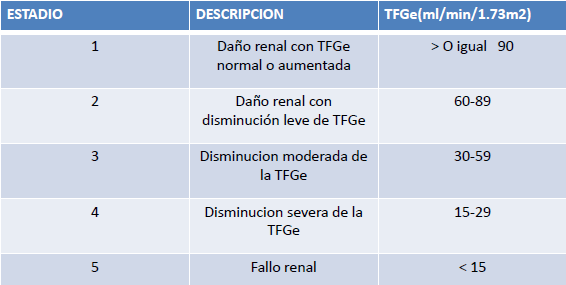 ESTADIO DESCRIPCION TFGe(ml/min/1.73m2)
1 Daño renal con TFGe > O igual 90
normal o aumentada
2 Daño renal con 60-89
disminución leve de TFGe
3 Disminucion moderada de 30-59
la TFGe
4 Disminucion severa de la 15-29
TFGe
5 Fallo renal < 15